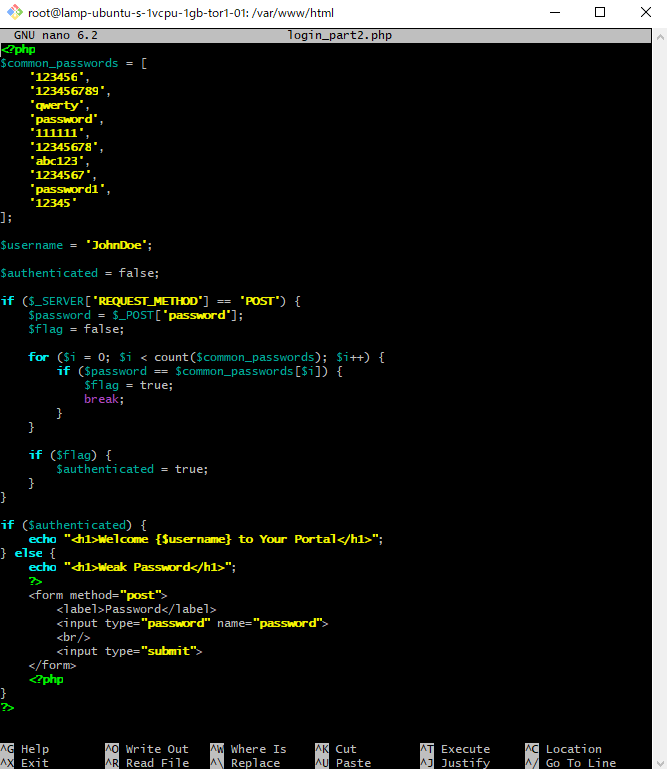 root@lamp-ubuntu-s-1vcpu-1gb-tor1-01: /var/www/html
GNU nano 6.2 login_part2.php
<?php
$common_passwords = [
    '123456',
    '123456789',
    'qwerty',
    'password',
    '111111',
    '12345678',
    'abc123',
    '1234567',
    'password1',
    '12345'
];

$username = 'JohnDoe';

$authenticated = false;

if ($_SERVER['REQUEST_METHOD'] == 'POST') {
    $password = $_POST['password'];
    $flag = false;

    for ($i = 0; $i < count($common_passwords); $i++) {
        if ($password == $common_passwords[$i]) {
            $flag = true;
            break;
        }
    }

    if ($flag) {
        $authenticated = true;
    }
}

if ($authenticated) {
    echo "<h1>Welcome {$username} to Your Portal</h1>";
} else {
    echo "<h1>Weak Password</h1>";
    ?>
    <form method="post">
        <label>Password</label>
        <input type="password" name="password">
        <br/>
        <input type="submit">
    </form>
    <?php
}
?>
^G Help ^O Write Out ^W Where Is ^K Cut ^T Execute ^C Location
^X Exit ^R Read File ^\ Replace ^U Paste ^J Justify ^/ Go To Line